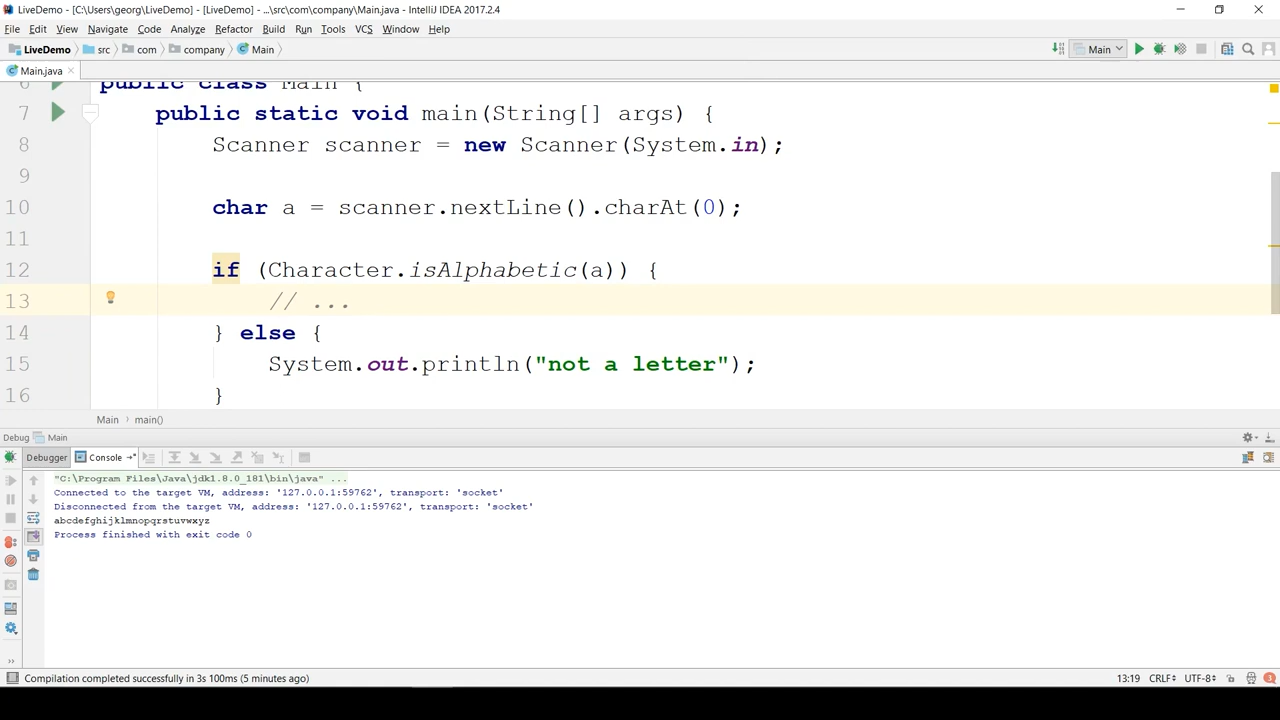 LiveDemo - [C:\Users\georg\LiveDemo] - [LiveDemo] - ...\src\com\company\Main.java - IntelliJ IDEA 2017.2.4
File Edit View Navigate Code Analyze Refactor Build Run Tools VCS Window Help
LiveDemo src com company Main Main
Main.java
6 public class Main {
7 public static void main(String[] args) {
8 Scanner scanner = new Scanner(System.in);
9
10 char a = scanner.nextLine().charAt(0);
11
12 if (Character.isAlphabetic(a)) {
13 // ...
14 } else {
15 System.out.println("not a letter");
16 }
Main › main()
Debug Main
Debugger Console
"C:\Program Files\Java\jdk1.8.0_181\bin\java" ...
Connected to the target VM, address: '127.0.0.1:59762', transport: 'socket'
Disconnected from the target VM, address: '127.0.0.1:59762', transport: 'socket'
abcdefghijklmnopqrstuvwxyz
Process finished with exit code 0
Compilation completed successfully in 3s 100ms (5 minutes ago) 13:19 CRLF UTF-8 3